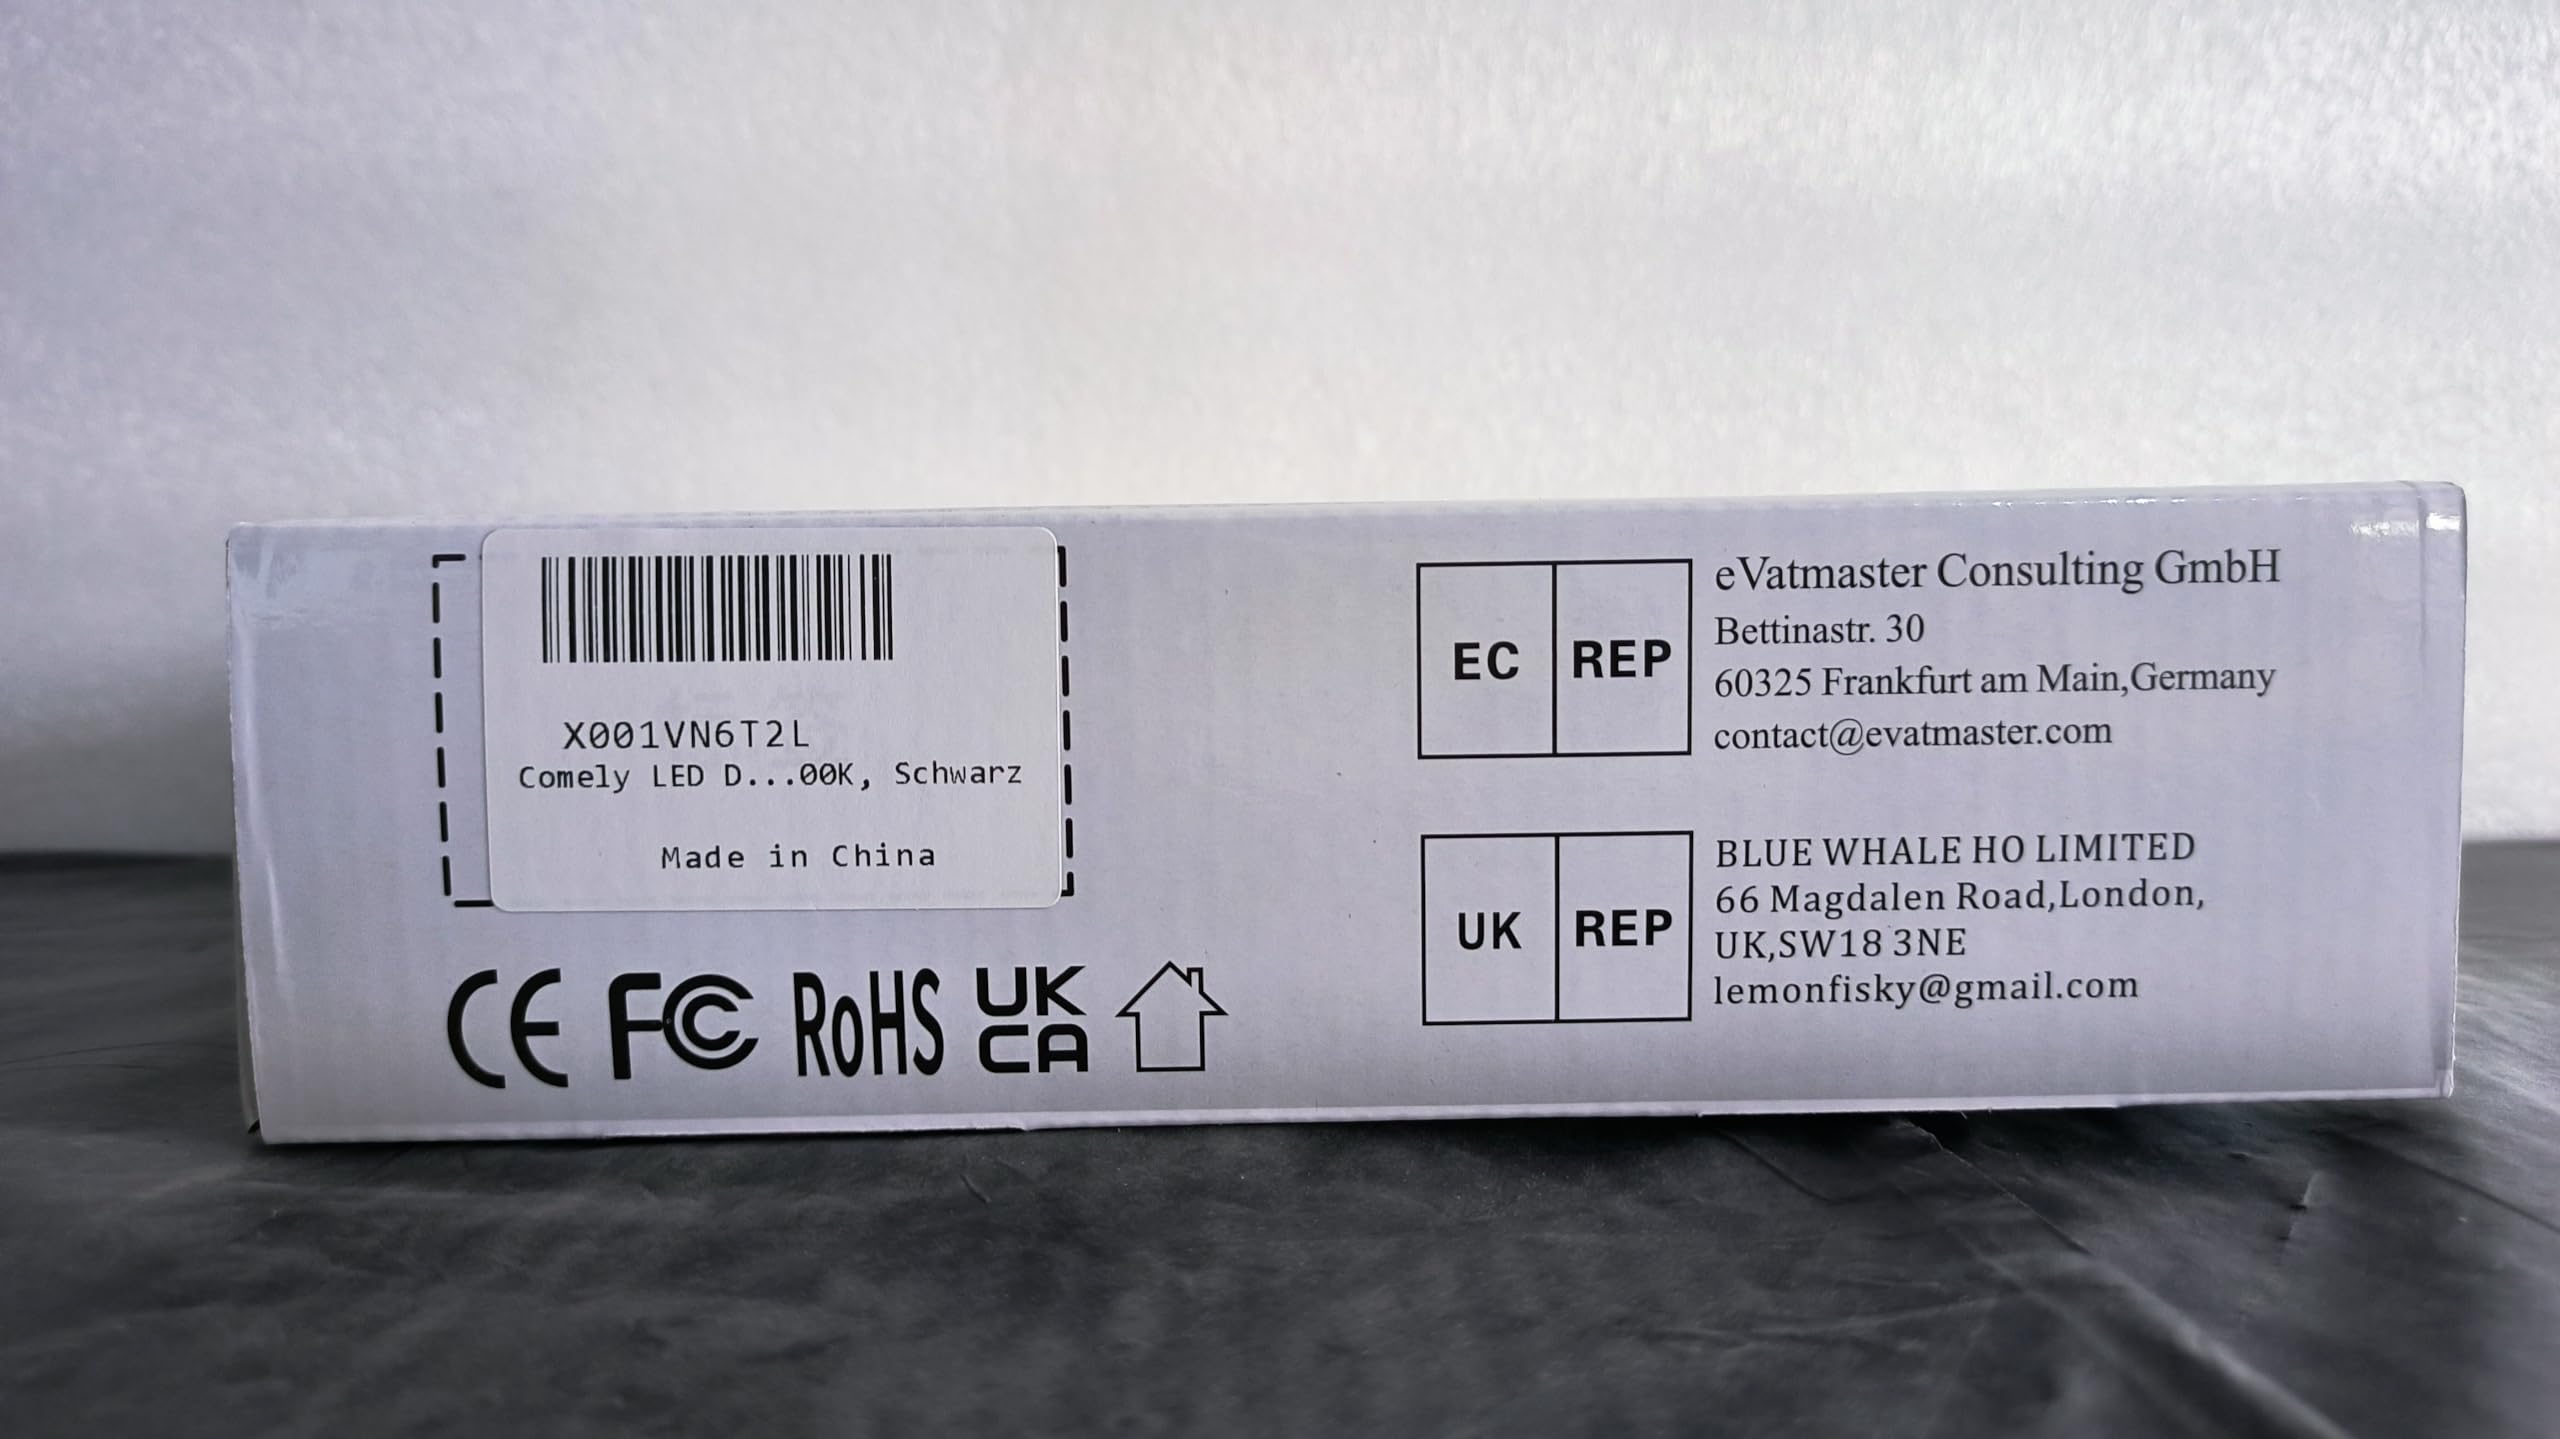 X001VN6T2L
Comely LED D...00K, Schwarz
Made in China
CE FC RoHS UK
CA
EC REP
eVatmaster Consulting GmbH
Bettinastr. 30
60325 Frankfurt am Main,Germany
contact@evatmaster.com
UK REP
BLUE WHALE HO LIMITED
66 Magdalen Road,London,
UK,SW18 3NE
lemonfisky@gmail.com